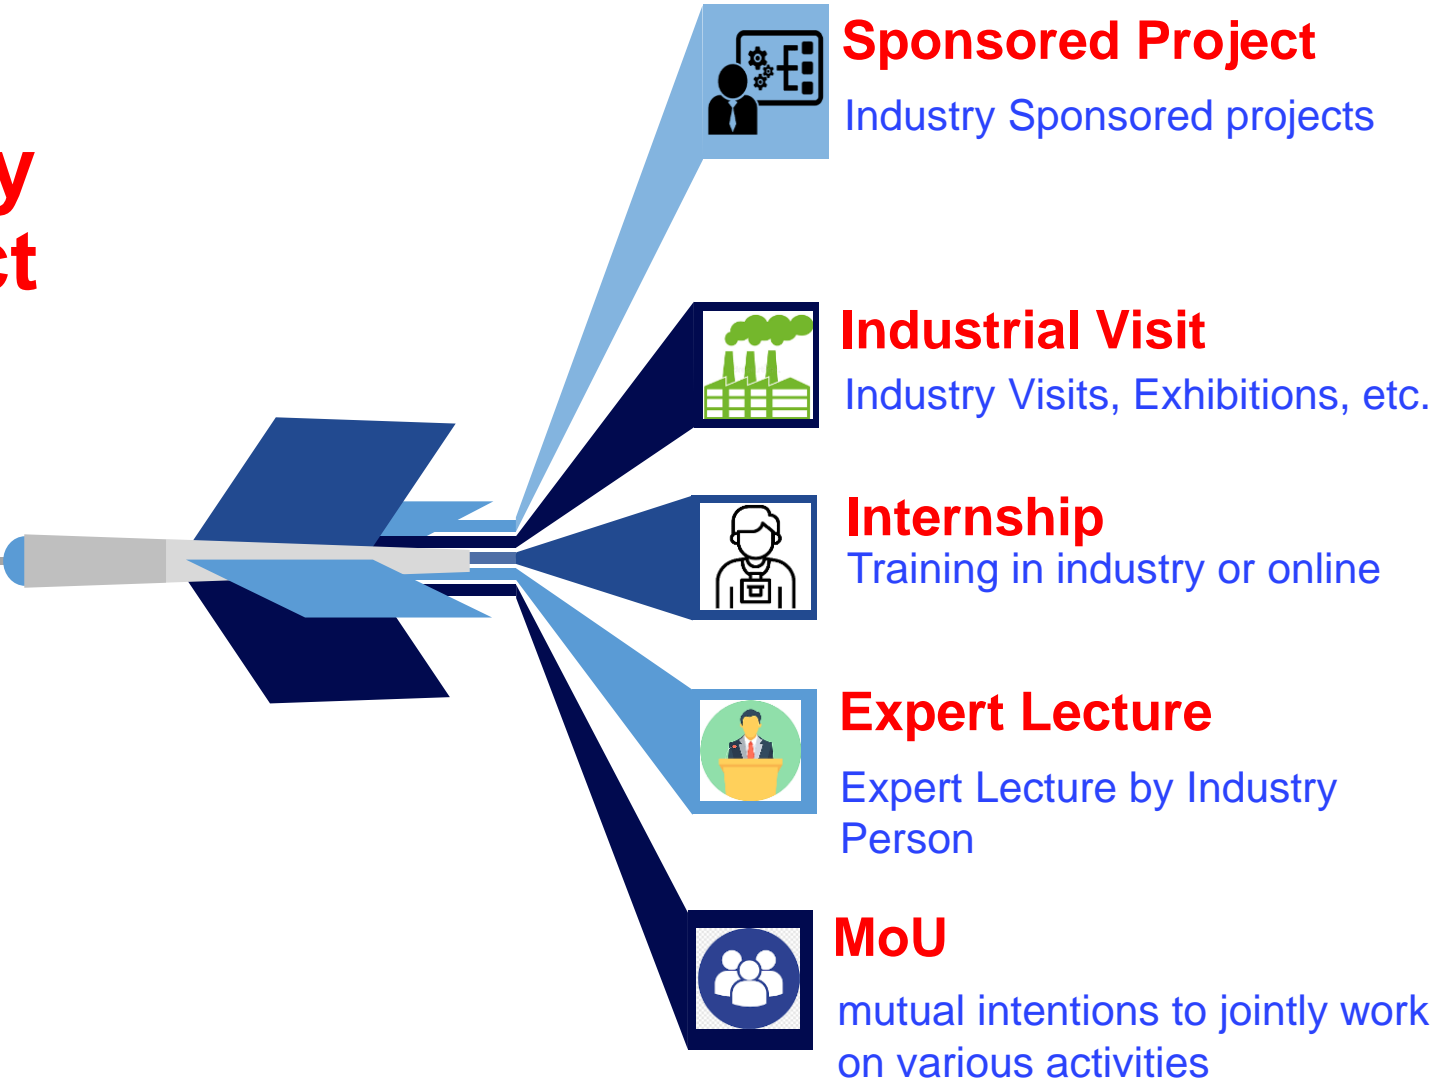 y
ct
Sponsored Project
Industry Sponsored projects
Industrial Visit
Industry Visits, Exhibitions, etc.
Internship
Training in industry or online
Expert Lecture
Expert Lecture by Industry
Person
MoU
mutual intentions to jointly work
on various activities